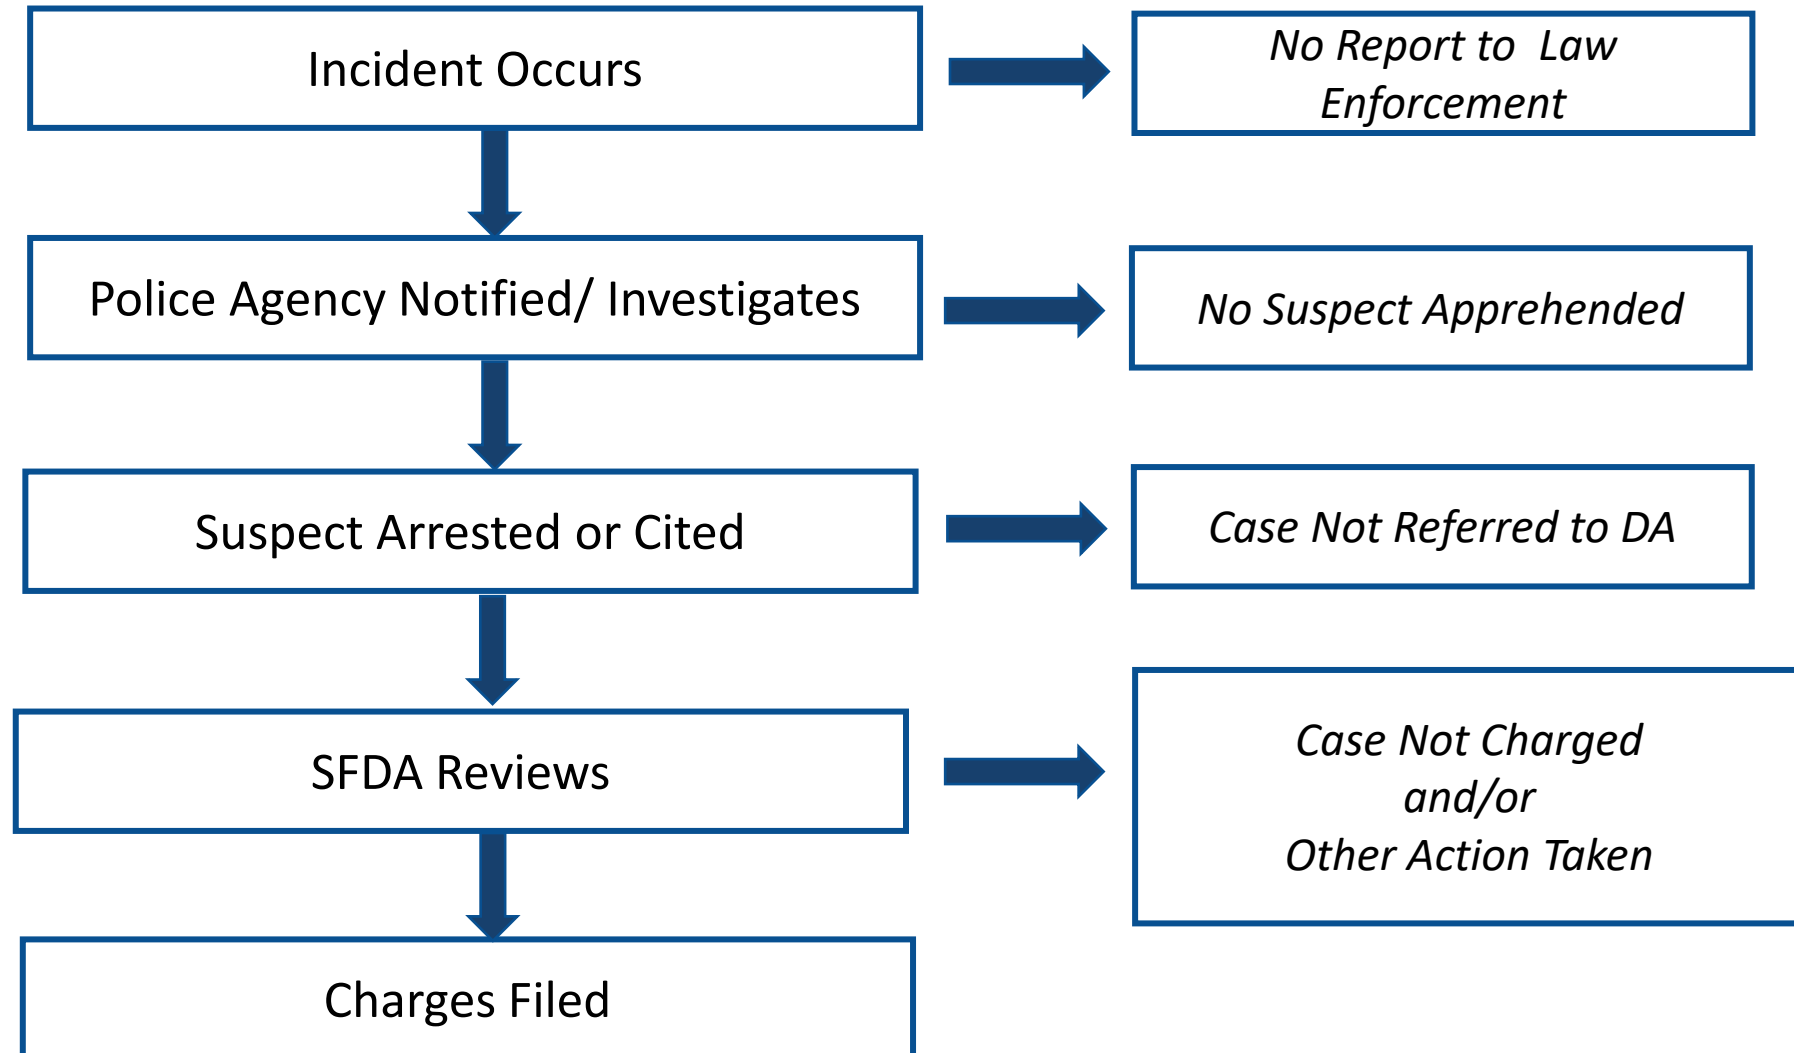 Incident Occurs
No Report to Law
Enforcement
Police Agency Notified/ Investigates
No Suspect Apprehended
Suspect Arrested or Cited
Case Not Referred to DA
SFDA Reviews
Case Not Charged
and/or
Other Action Taken
Charges Filed